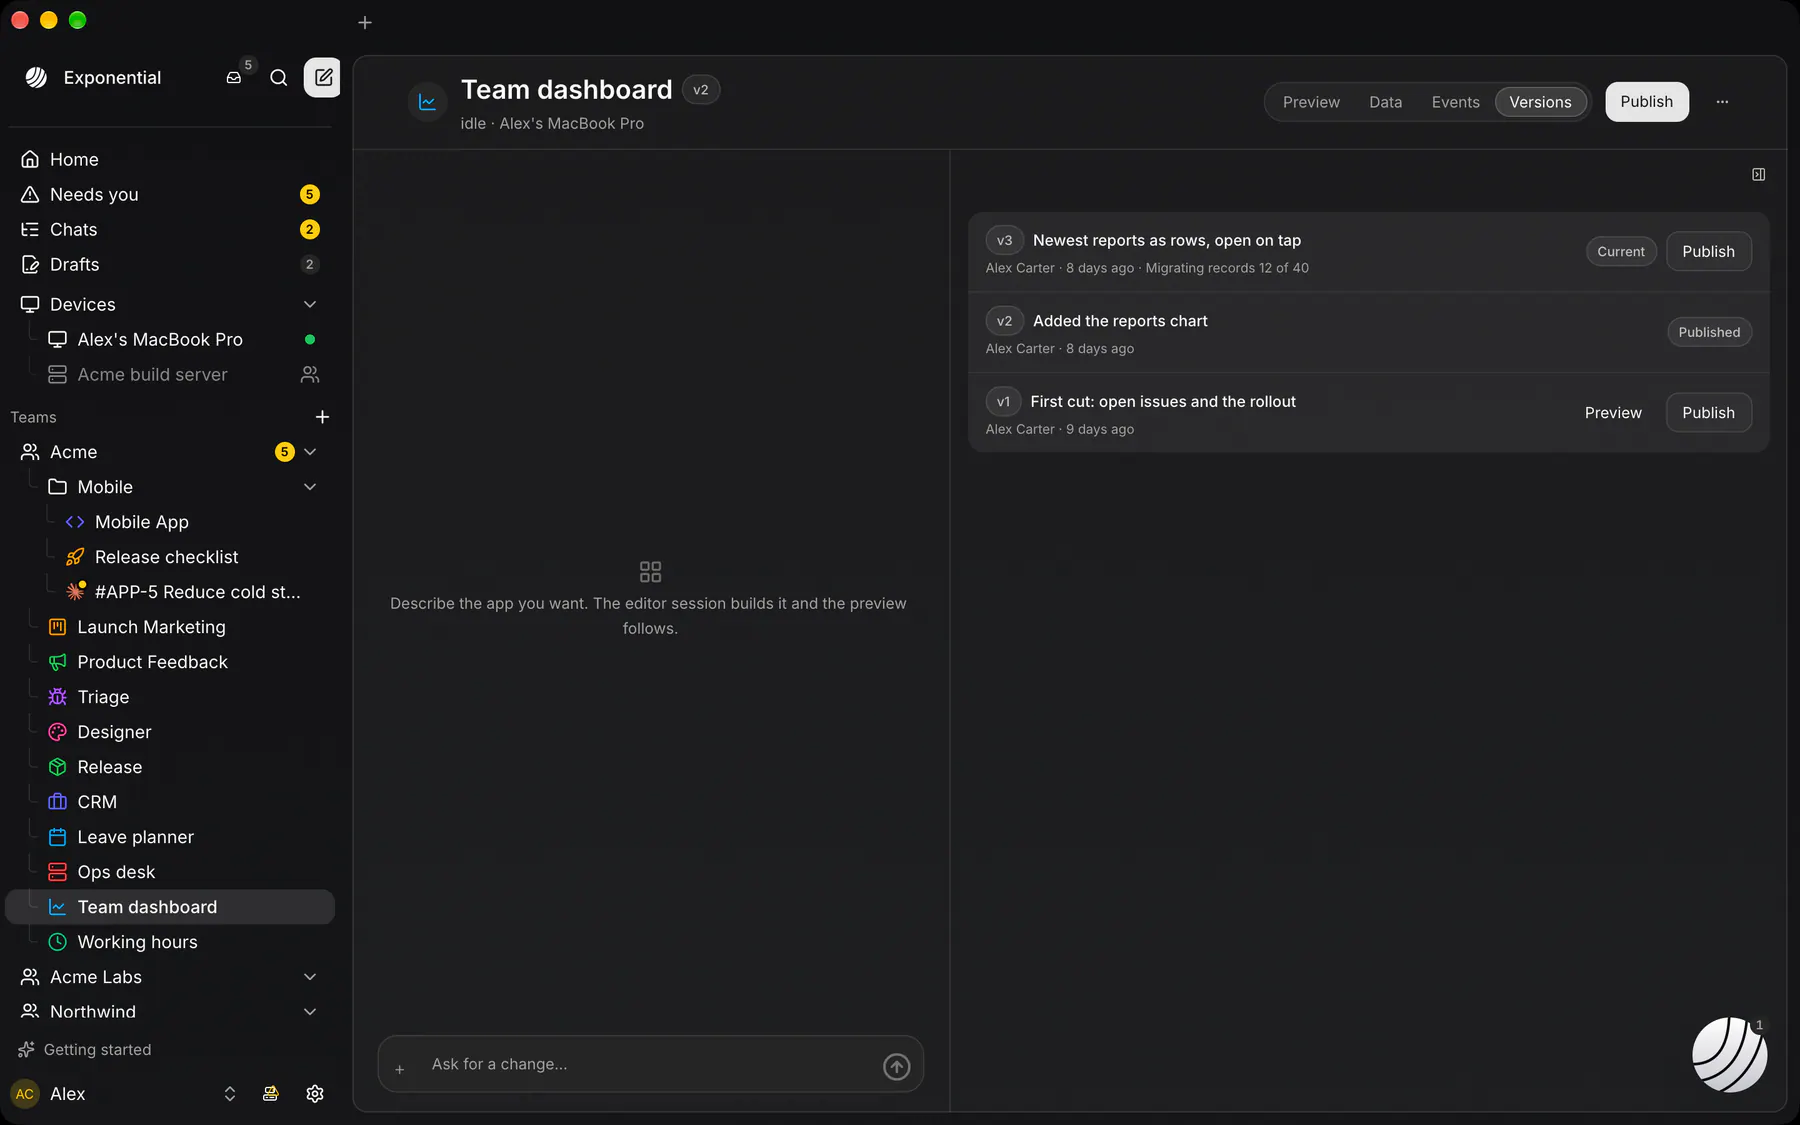 Exponential
5
Home
Needs you
5
Chats
2
Drafts
2
Devices
Alex's MacBook Pro
Acme build server
Teams
Acme
5
Mobile
Mobile App
Release checklist
#APP-5 Reduce cold st...
Launch Marketing
Product Feedback
Triage
Designer
Release
CRM
Leave planner
Ops desk
Team dashboard
Working hours
Acme Labs
Northwind
Getting started
AC
Alex
Team dashboard
v2
idle · Alex's MacBook Pro
Preview
Data
Events
Versions
Publish
Describe the app you want. The editor session builds it and the preview
follows.
Ask for a change...
v3
Newest reports as rows, open on tap
Alex Carter · 8 days ago · Migrating records 12 of 40
Current
Publish
v2
Added the reports chart
Alex Carter · 8 days ago
Published
v1
First cut: open issues and the rollout
Alex Carter · 9 days ago
Preview
Publish
1